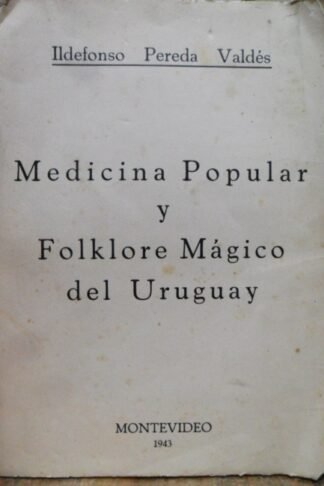 Ildefonso Pereda Valdés
Medicina Popular
y
Folklore Mágico
del Uruguay
MONTEVIDEO
1943